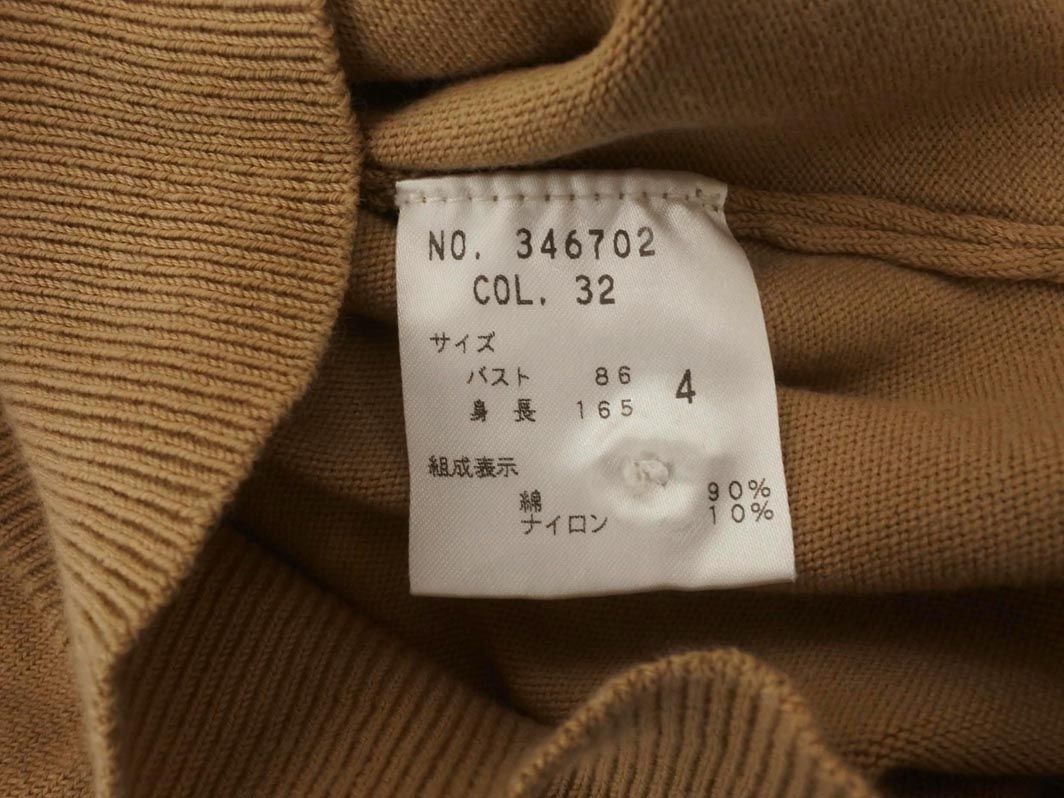 NO. 346702
COL. 32
サイズ
バスト 86 4
身長 165
組成表示
綿 90%
ナイロン 10%